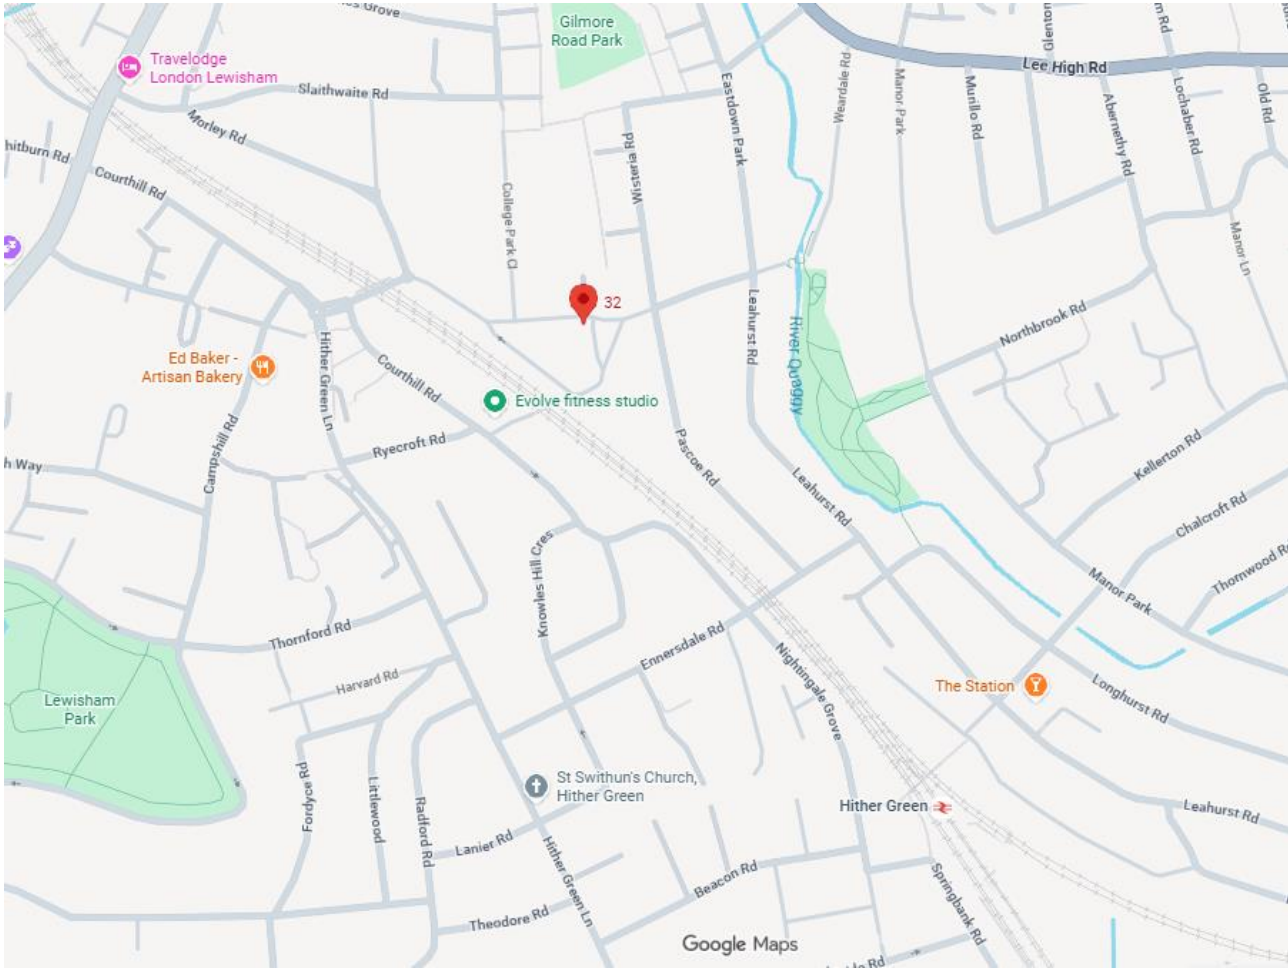 es Grove
Gilmore
Road Park
Glenton
m Rd
Travelodge
London Lewisham
Lee High Rd
Slaithwaite Rd
Eastdown Park
Weardale Rd
Manor Park
Murillo Rd
Abernethy Rd
Lochaber Rd
Old Rd
Morley Rd
hitburn Rd
Courthill Rd
Wisteria Rd
College Park Cl
Manor Ln
32
Leahurst Rd
River Quaggy
Northbrook Rd
Ed Baker -
Artisan Bakery
Hither Green Ln
Courthill Rd
Evolve fitness studio
Campshill Rd
Ryecroft Rd
Pascoe Rd
Kellerton Rd
h Way
Leahurst Rd
Chalcroft Rd
Knowles Hill Cres
Thornwood R
Manor Park
Thornford Rd
Ennersdale Rd
Harvard Rd
Nightingale Grove
The Station
Longhurst Rd
Lewisham
Park
St Swithun's Church,
Hither Green
Fordyce Rd
Littlewood
Radford Rd
Hither Green
Leahurst Rd
Lanier Rd
Hither Green Ln
Beacon Rd
Springbank Rd
Theodore Rd
Google Maps